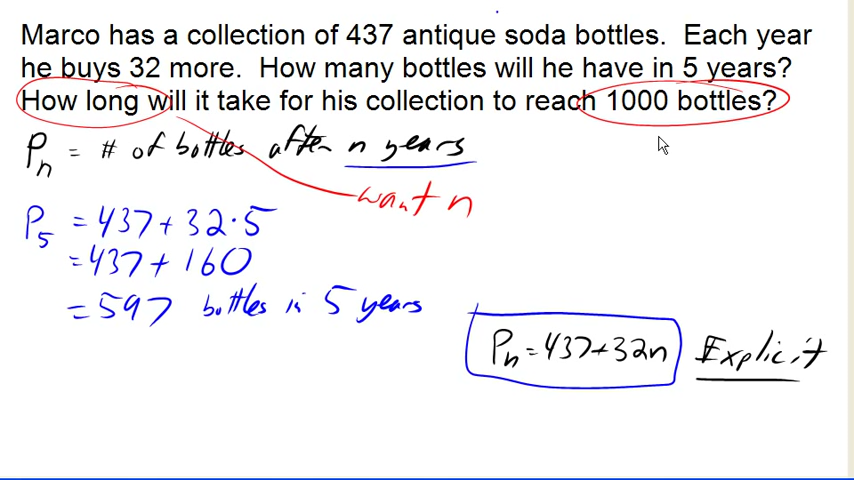 Marco has a collection of 437 antique soda bottles. Each year
he buys 32 more. How many bottles will he have in 5 years?
How long will it take for his collection to reach 1000 bottles?
Pn = # of bottles after n years
want n
P5 = 437 + 32·5
= 437 + 160
= 597 bottles in 5 years
Pn = 437+32n Explicit